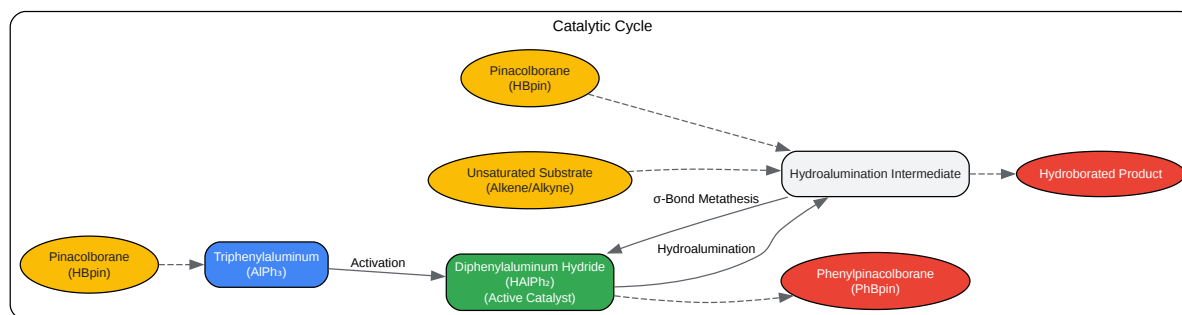 Catalytic Cycle
Pinacolborane
(HBpin)
Unsaturated Substrate
(Alkene/Alkyne)
Hydroalumination Intermediate
Hydroborated Product
σ-Bond Metathesis
Pinacolborane
(HBpin)
Triphenylaluminum
(AlPh₃)
Activation
Diphenylaluminum Hydride
(HAlPh₂)
(Active Catalyst)
Hydroalumination
Phenylpinacolborane
(PhBpin)